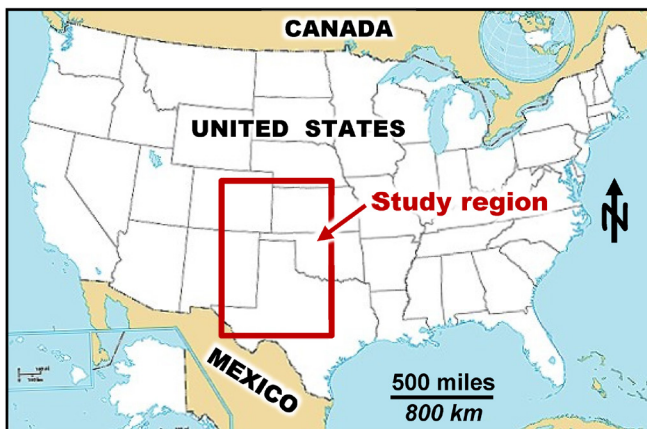 CANADA
UNITED STATES
Study region
N
MEXICO
500 miles
800 km